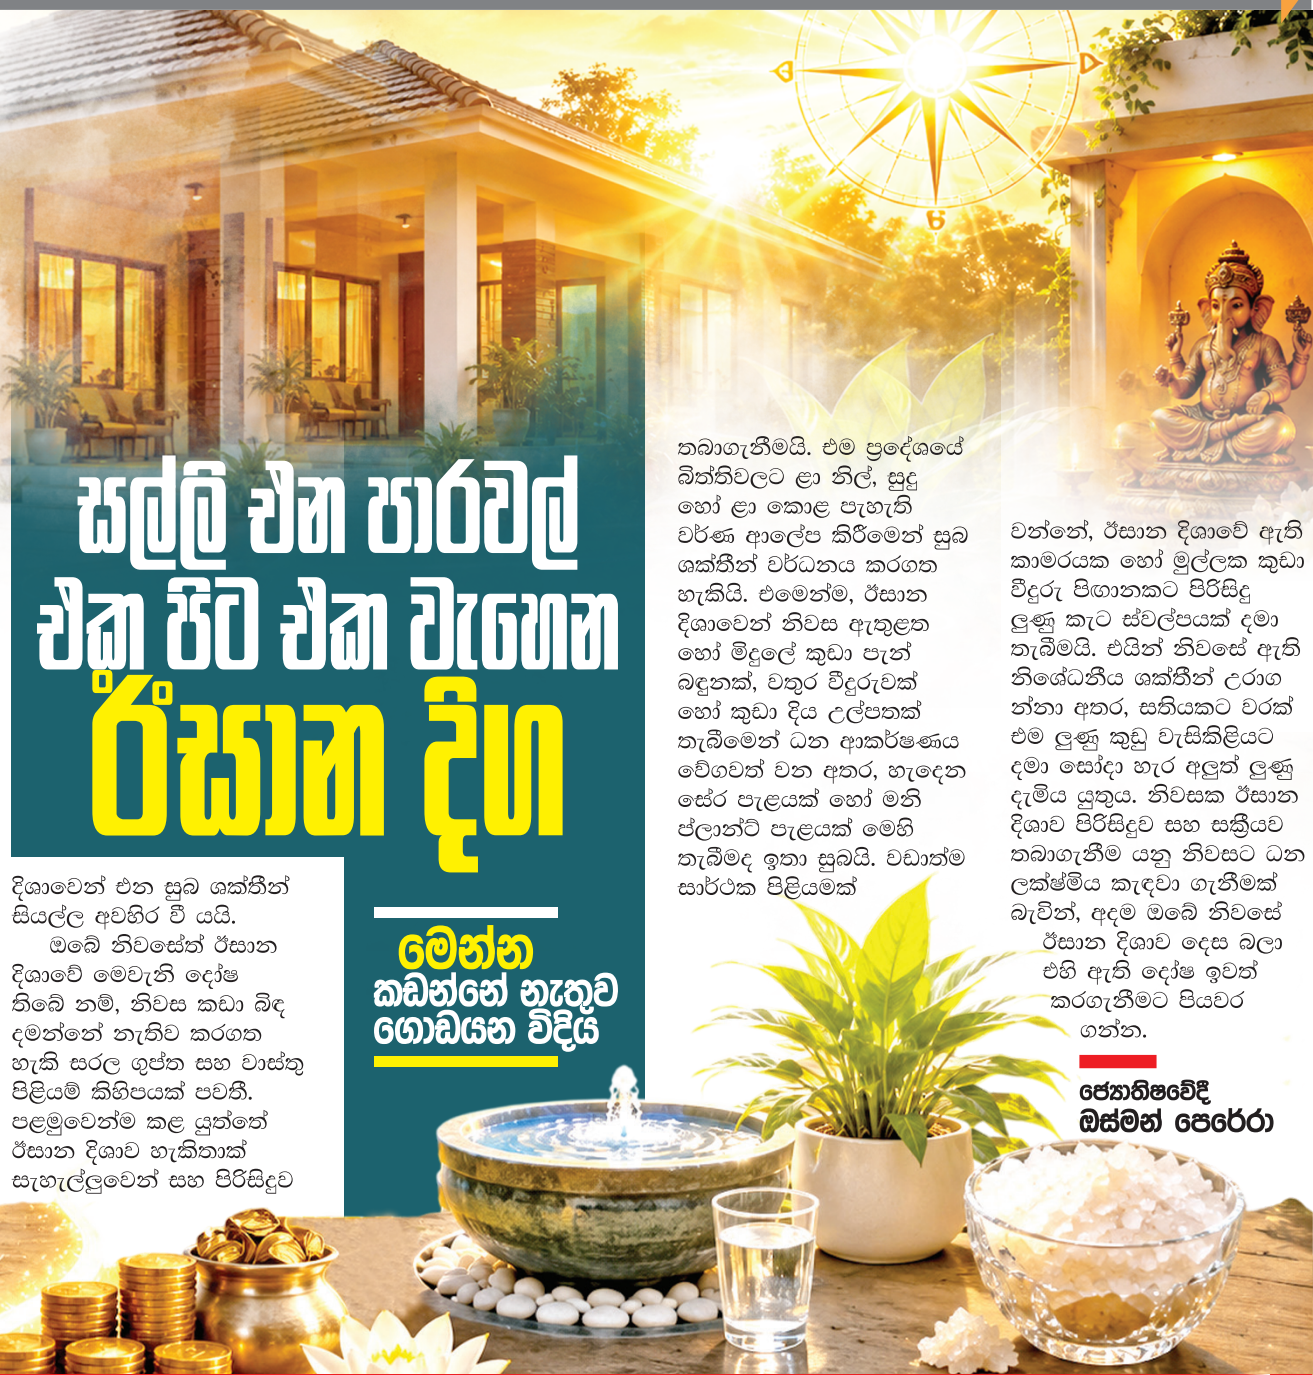 සල්ලි එන පාරවල්
එක පිට එක වැහෙන
ඊසාන දිග
මෙන්න
කඩන්නේ නැතුව
ගොඩයන විදිය
දිශාවෙන් එන සුබ ශක්තීන්
සියල්ල අවහිර වී යයි.
ඔබේ නිවසේත් ඊසාන
දිශාවේ මෙවැනි දෝෂ
තිබේ නම්, නිවස කඩා බිඳ
දමන්නේ නැතිව කරගත
හැකි සරල ගුප්ත සහ වාස්තු
පිළියම් කිහිපයක් පවතී.
පළමුවෙන්ම කළ යුත්තේ
ඊසාන දිශාව හැකිතාක්
සැහැල්ලුවෙන් සහ පිරිසිදුව
තබාගැනීමයි. එම ප්‍රදේශයේ
බිත්තිවලට ළා නිල්, සුදු
හෝ ළා කොළ පැහැති
වර්ණ ආලේප කිරීමෙන් සුබ
ශක්තීන් වර්ධනය කරගත
හැකියි. එමෙන්ම, ඊසාන
දිශාවෙන් නිවස ඇතුළත
හෝ මිදුලේ කුඩා පැන්
බඳුනක්, වතුර වීදුරුවක්
හෝ කුඩා දිය උල්පතක්
තැබීමෙන් ධන ආකර්ෂණය
වේගවත් වන අතර, හැදෙන
සේර පැළයක් හෝ මනි
ප්ලාන්ට් පැළයක් මෙහි
තැබීමද ඉතා සුබයි. වඩාත්ම
සාර්ථක පිළියමක්
වන්නේ, ඊසාන දිශාවේ ඇති
කාමරයක හෝ මුල්ලක කුඩා
වීදුරු පිඟානකට පිරිසිදු
ලුණු කැට ස්වල්පයක් දමා
තැබීමයි. එයින් නිවසේ ඇති
නිශේධනීය ශක්තීන් උරාග
න්නා අතර, සතියකට වරක්
එම ලුණු කුඩු වැසිකිළියට
දමා සෝදා හැර අලුත් ලුණු
දැමිය යුතුය. නිවසක ඊසාන
දිශාව පිරිසිදුව සහ සක්‍රීයව
තබාගැනීම යනු නිවසට ධන
ලක්ෂ්මිය කැඳවා ගැනීමක්
බැවින්, අදම ඔබේ නිවසේ
ඊසාන දිශාව දෙස බලා
එහි ඇති දෝෂ ඉවත්
කරගැනීමට පියවර
ගන්න.
ජ්‍යොතිෂවේදී
ඔස්මන් පෙරේරා